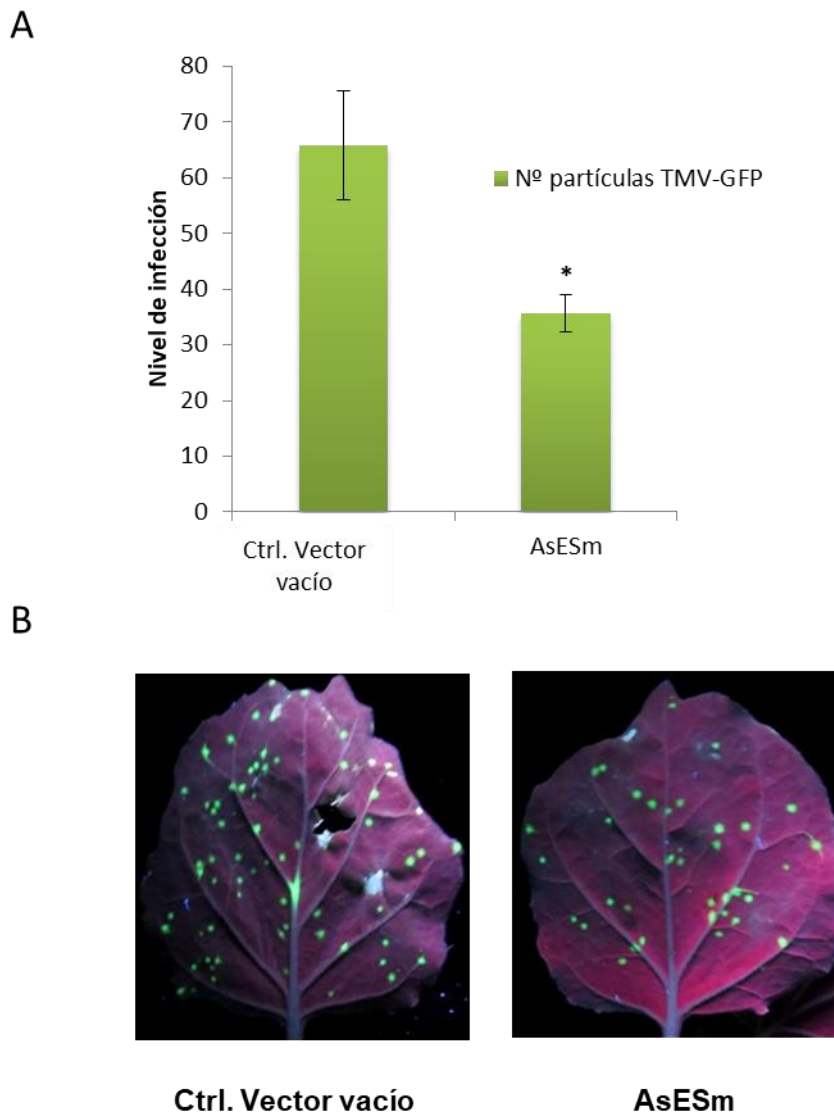 A
80
70
60
50
40
30
20
10
0
Nivel de infección
Nº partículas TMV-GFP
*
Ctrl. Vector
vacío
AsESm
B
Ctrl. Vector vacío
AsESm